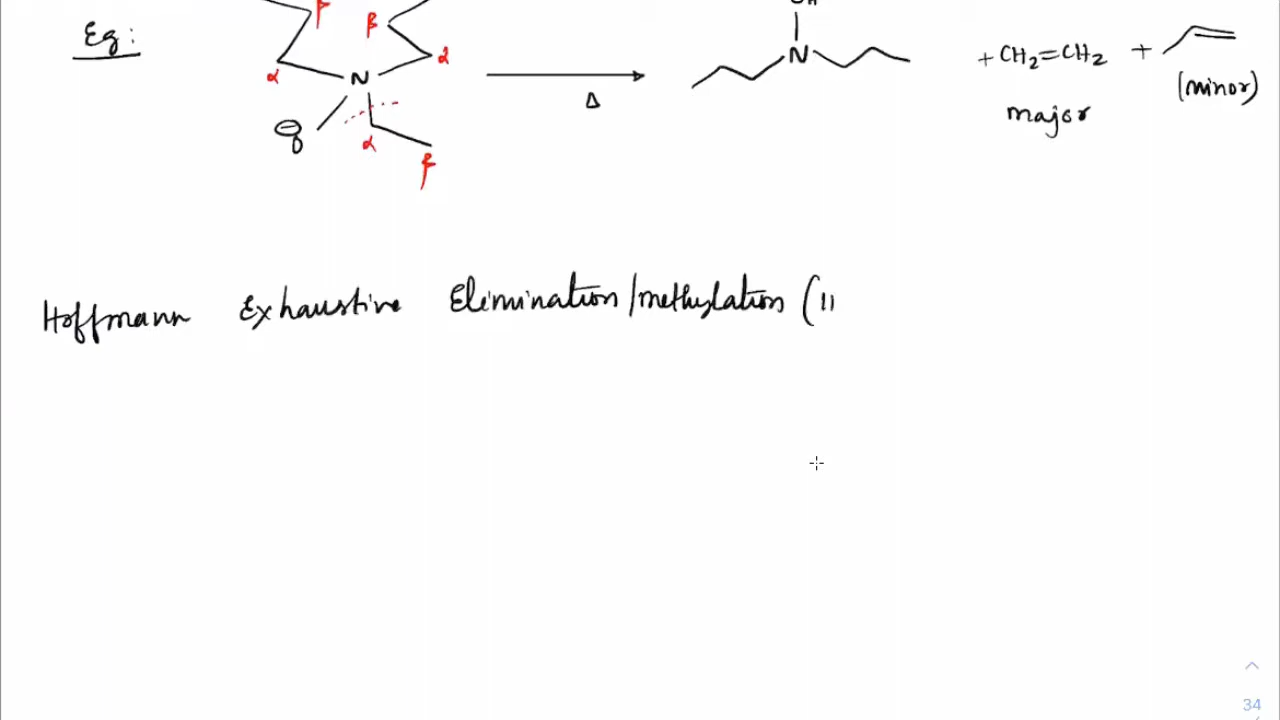 Eg:
β β
α N α
⊖
α
β
Δ
N
+ CH2=CH2 +
major
(minor)
Hoffmann Exhaustive Elimination/methylation (
34